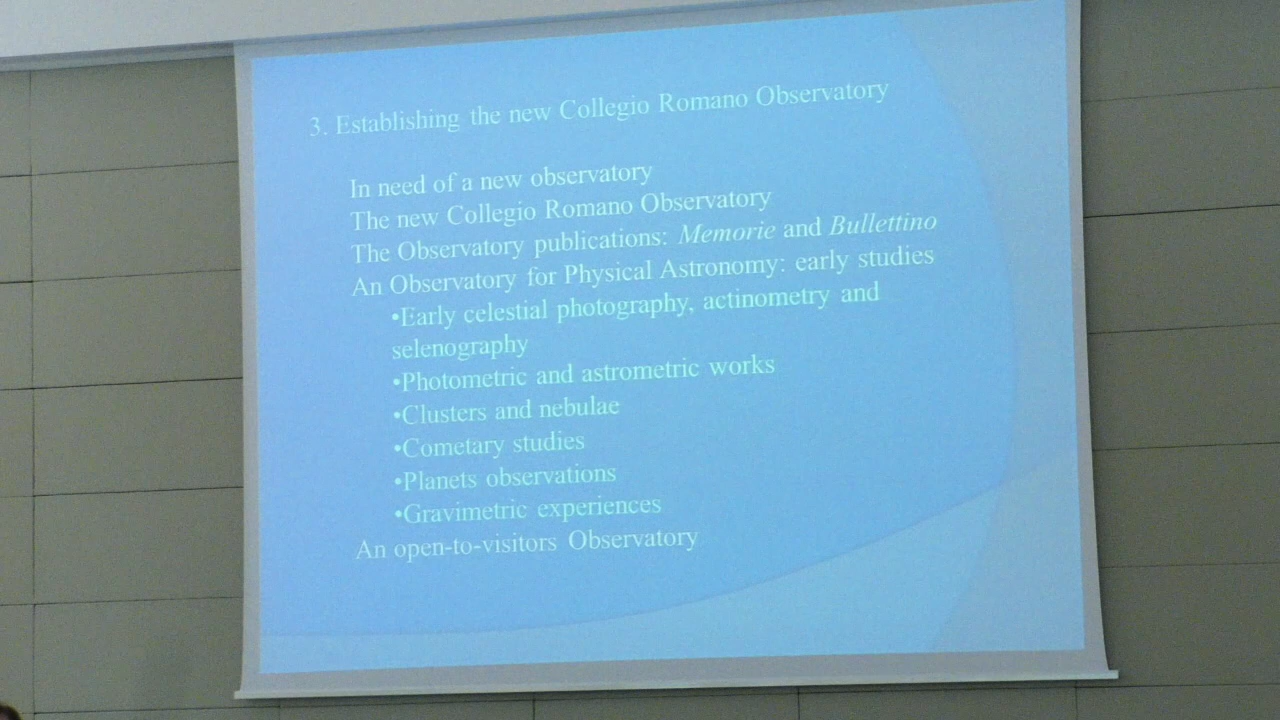 3. Establishing the new Collegio Romano Observatory
In need of a new observatory
The new Collegio Romano Observatory
The Observatory publications: Memorie and Bullettino
An Observatory for Physical Astronomy: early studies
•Early celestial photography, actinometry and
selenography
•Photometric and astrometric works
•Clusters and nebulae
•Cometary studies
•Planets observations
•Gravimetric experiences
An open-to-visitors Observatory